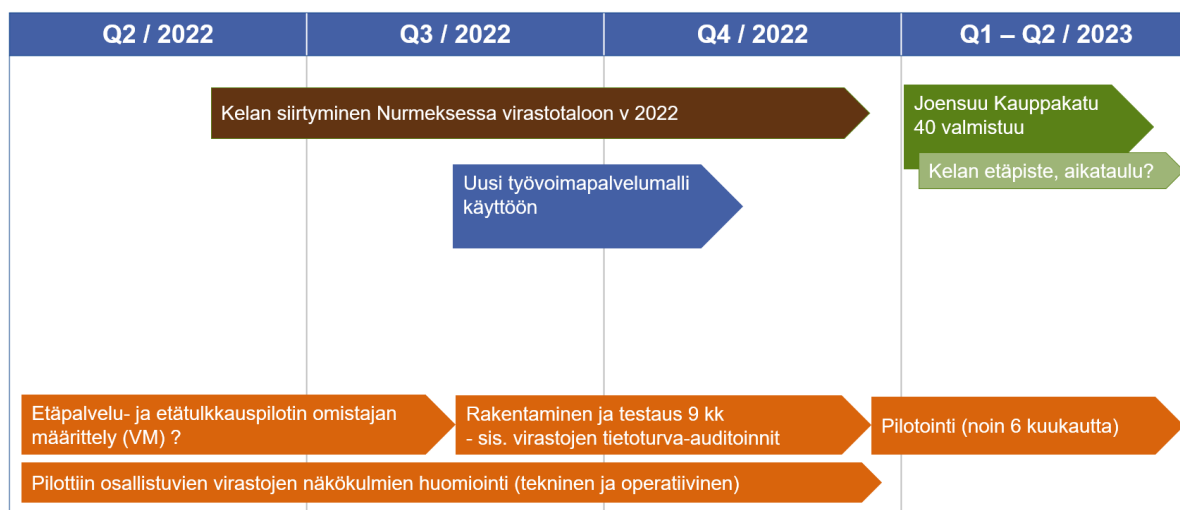 Q2 / 2022
Q3 / 2022
Q4 / 2022
Q1 – Q2 / 2023
Kelan siirtyminen Nurmeksessa virastotaloon v 2022
Joensuu Kauppakatu
40 valmistuu
Kelan etäpiste, aikataulu?
Uusi työvoimapalvelumalli
käyttöön
Etäpalvelu- ja etätulkkauspilotin omistajan
määrittely (VM) ?
Rakentaminen ja testaus 9 kk
- sis. virastojen tietoturva-auditoinnit
Pilotointi (noin 6 kuukautta)
Pilottiin osallistuvien virastojen näkökulmien huomiointi (tekninen ja operatiivinen)